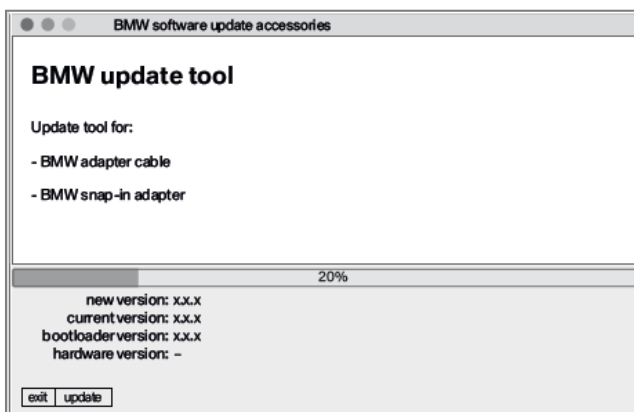 BMW software update accessories
BMW update tool
Update tool for:
- BMW adapter cable
- BMW snap-in adapter
20%
new version: x.x.x
current version: x.x.x
bootloader version: x.x.x
hardware version: -
exit update